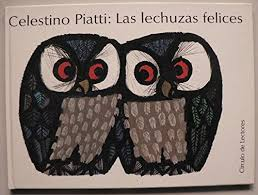 Celestino Piatti: Las lechuzas felices
Círculo de Lectores